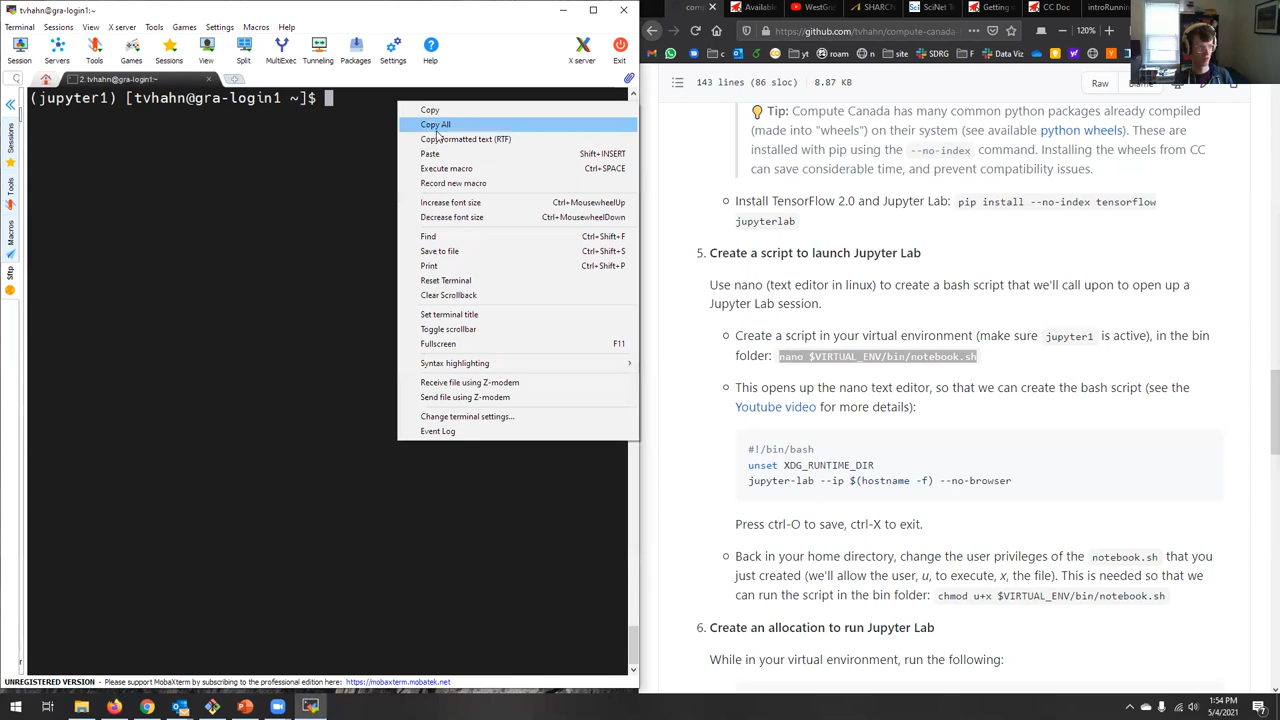 tvhahn@gra-login1:~
Terminal Sessions View X server Tools Games Settings Macros Help
Session Servers Tools Games Sessions View Split MultiExec Tunneling Packages Settings Help X server Exit
2. tvhahn@gra-login1:~
(jupyter1) [tvhahn@gra-login1 ~]$
Sessions
Tools
Macros
Sftp
Copy
Copy All
Copy formatted text (RTF)
Paste Shift+INSERT
Execute macro Ctrl+SPACE
Record new macro
Increase font size Ctrl+MousewheelUp
Decrease font size Ctrl+MousewheelDown
Find Ctrl+Shift+F
Save to file Ctrl+Shift+S
Print Ctrl+Shift+P
Reset Terminal
Clear Scrollback
Set terminal title
Toggle scrollbar
Fullscreen F11
Syntax highlighting
Receive file using Z-modem
Send file using Z-modem
Change terminal settings...
Event Log
UNREGISTERED VERSION - Please support MobaXterm by subscribing to the professional edition here: https://mobaxterm.mobatek.net
Available WestGri SHARCN SciNet Getting CC Doc introRunnin
https://github.com/tvhahn/compute-canada 120%
roam SDRG Data Viz
143 lines (86 sloc) 8.87 KB
Raw Blame
Tip: Compute Canada has many common python packages already compiled
(made into "wheels") on their system (see available python wheels). These
are installed with pip using the --no-index command. Installing the wheels from CC
can save considerable time, and prevent compatibility issues.
Install TensorFlow 2.0 and Jupyter Lab: pip install --no-index tensorflow
jupyterlab
5. Create a script to launch Jupyter Lab
Use nano (text editor in linux) to create a bash script that we'll call upon to open up a
Jupyter Lab session.
Create a script in your virtual environment (make sure jupyter1 is active), in the bin
folder: nano $VIRTUAL_ENV/bin/notebook.sh
This opens up the nano text editor, so that we can create the bash script (see the
Youtube video for more details):
#!/bin/bash
unset XDG_RUNTIME_DIR
jupyter-lab --ip $(hostname -f) --no-browser
Press ctrl-O to save, ctrl-X to exit.
Back in your home directory, change the user privileges of the notebook.sh that you
just created (we'll allow the user, u, to execute, x, the file). This is needed so that we
can run the script in the bin folder: chmod u+x $VIRTUAL_ENV/bin/notebook.sh
6. Create an allocation to run Jupyter Lab
While in your virtual environment, run the following:
1:54 PM
5/4/2021